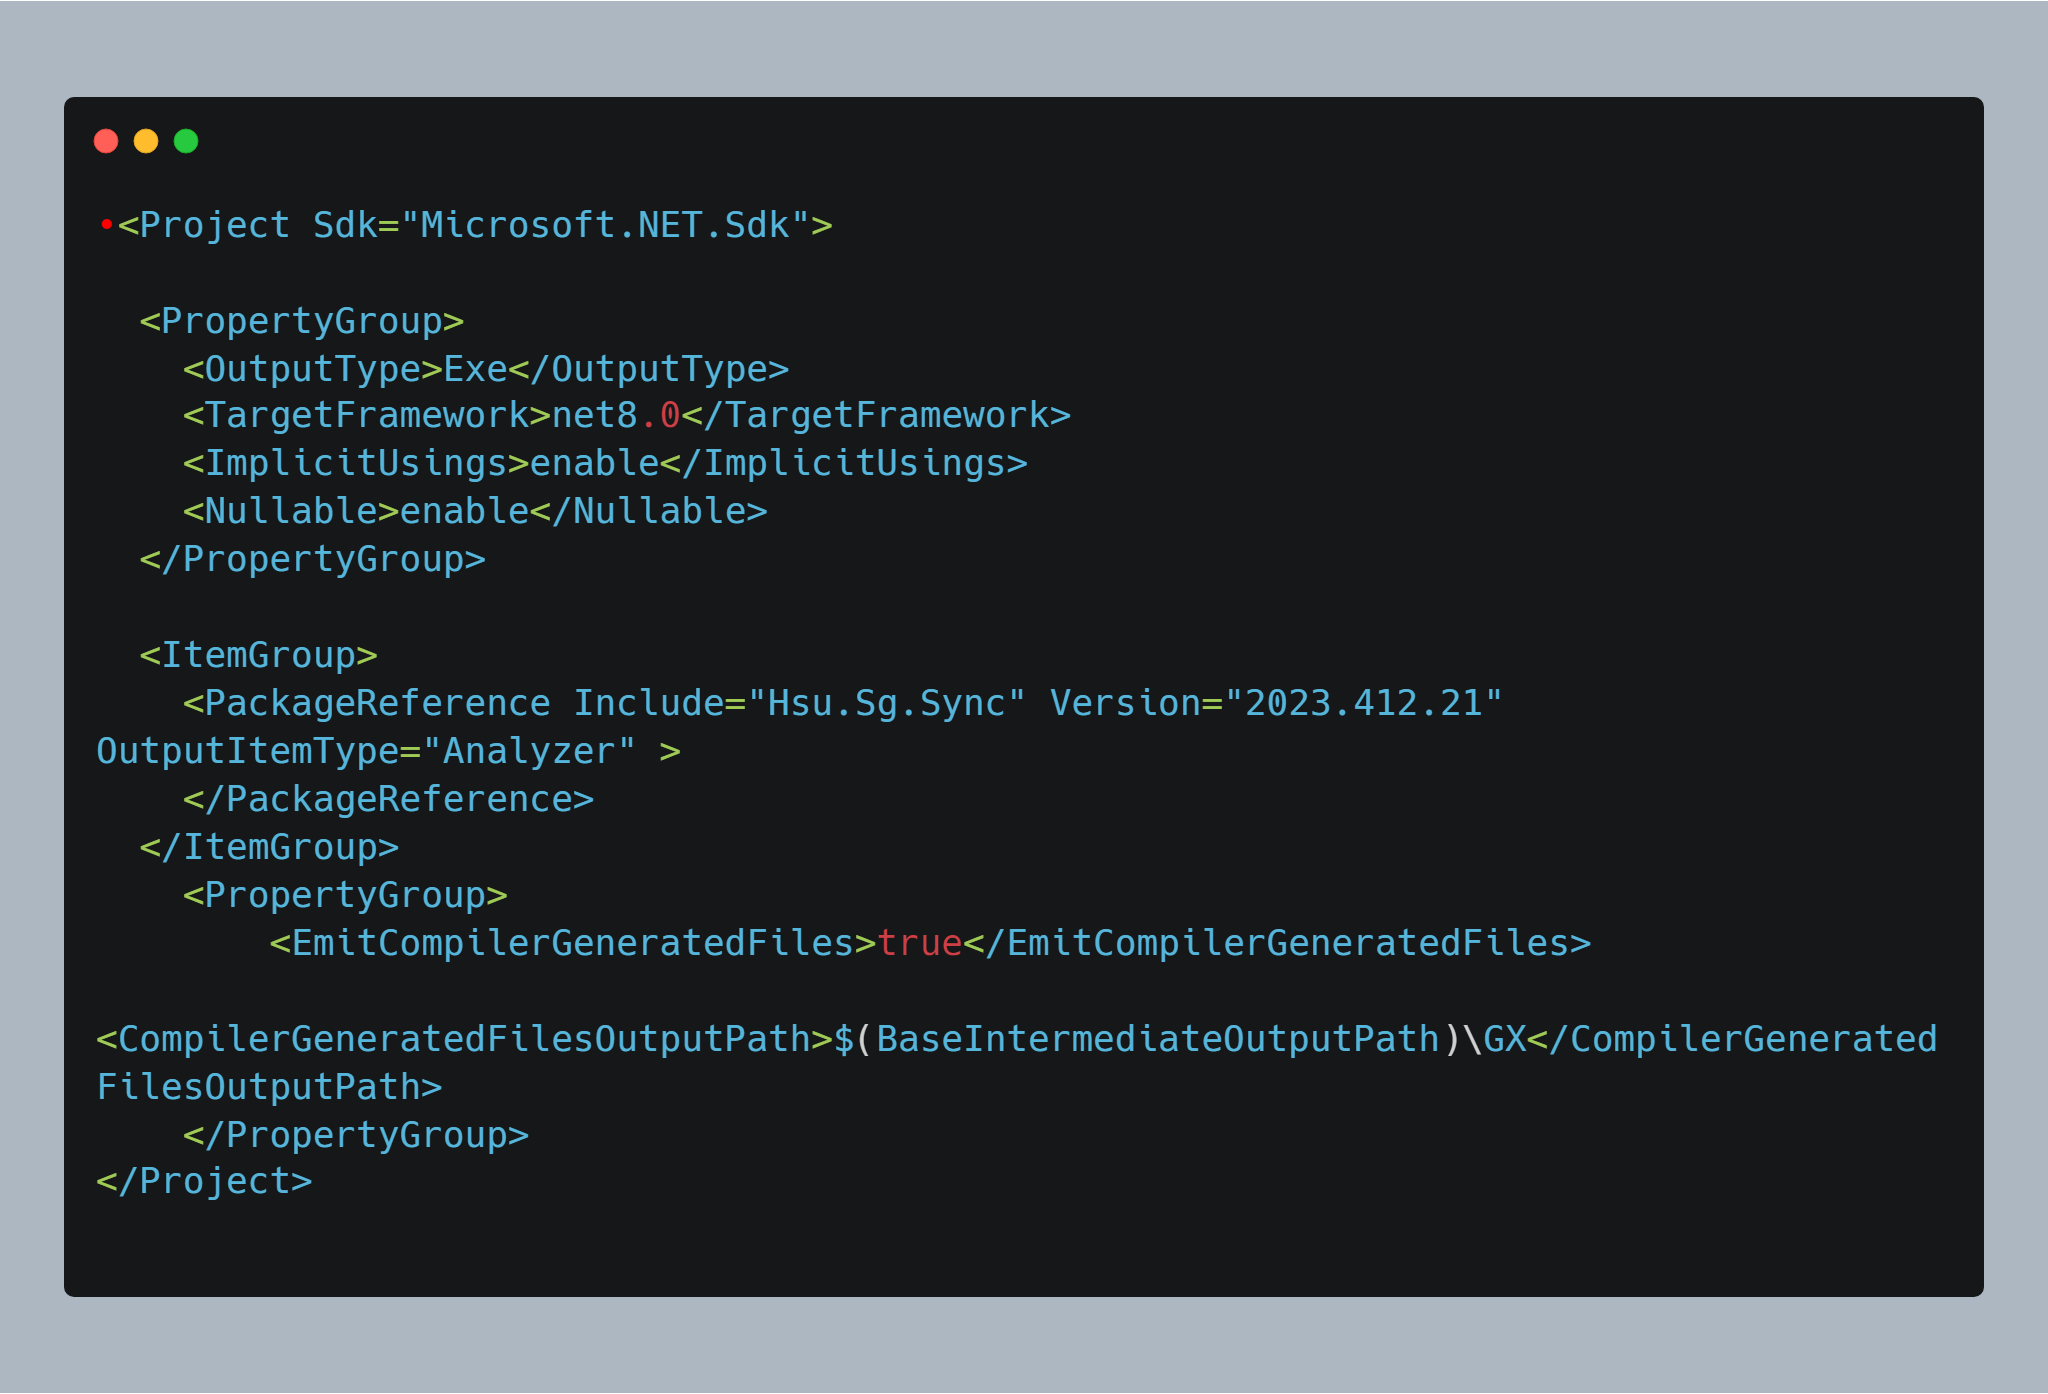 •<Project Sdk="Microsoft.NET.Sdk">
<PropertyGroup>
<OutputType>Exe</OutputType>
<TargetFramework>net8.0</TargetFramework>
<ImplicitUsings>enable</ImplicitUsings>
<Nullable>enable</Nullable>
</PropertyGroup>
<ItemGroup>
<PackageReference Include="Hsu.Sg.Sync" Version="2023.412.21"
OutputItemType="Analyzer" >
</PackageReference>
</ItemGroup>
<PropertyGroup>
<EmitCompilerGeneratedFiles>true</EmitCompilerGeneratedFiles>
<CompilerGeneratedFilesOutputPath>$(BaseIntermediateOutputPath)\GX</CompilerGenerated
FilesOutputPath>
</PropertyGroup>
</Project>